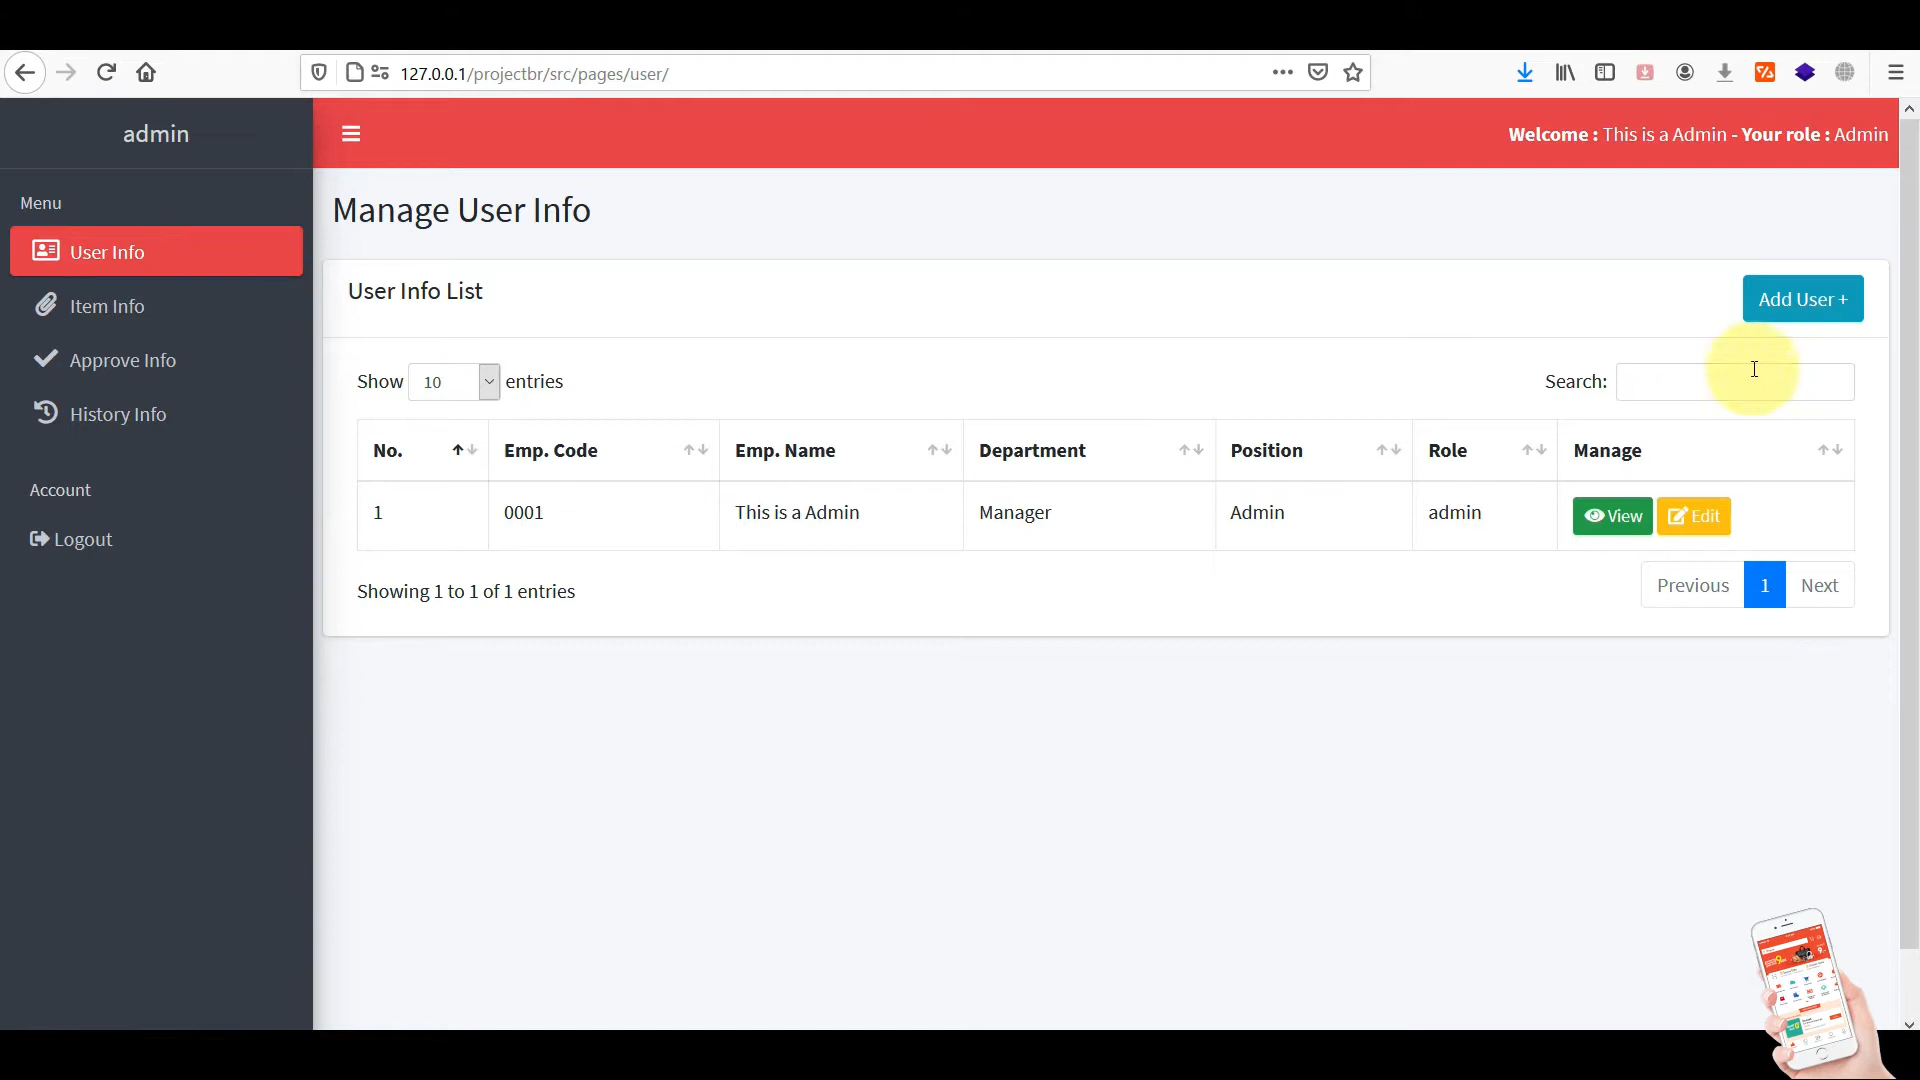 127.0.0.1/projectbr/src/pages/user/
admin
Welcome : This is a Admin - Your role : Admin
Menu
User Info
Item Info
Approve Info
History Info
Account
Logout
Manage User Info
User Info List
Add User +
Show 10 entries
Search:
No. Emp. Code Emp. Name Department Position Role Manage
1 0001 This is a Admin Manager Admin admin View Edit
Showing 1 to 1 of 1 entries
Previous 1 Next